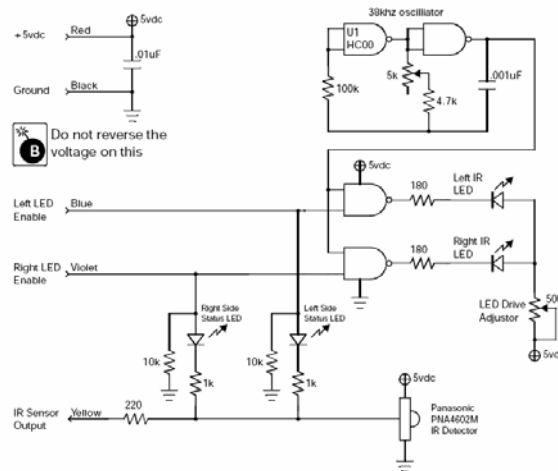 5vdc
+5vdc
Red
.01uF
Ground
Black
B
Do not reverse the
voltage on this
38khz oscilliator
U1
HC00
5k
4.7k
100k
.001uF
5vdc
Left LED
Enable
Blue
180
Left IR
LED
Right LED
Enable
Violet
180
Right IR
LED
LED Drive
Adjustor
5vdc
Right Side
Status LED
Left Side
Status LED
10k
1k
10k
1k
5vdc
IR Sensor
Output
Yellow
220
Panasonic
PNA4602M
IR Detector